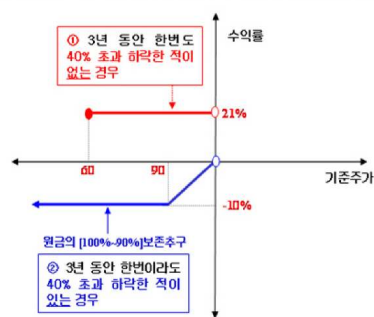 ① 3년 동안 한번도
40% 초과 하락한 적이
없는 경우
수익률
21%
60
90
기준주가
-10%
원금의 [100%~90%]보존추구
② 3년 동안 한번이라도
40% 초과 하락한 적이
있는 경우